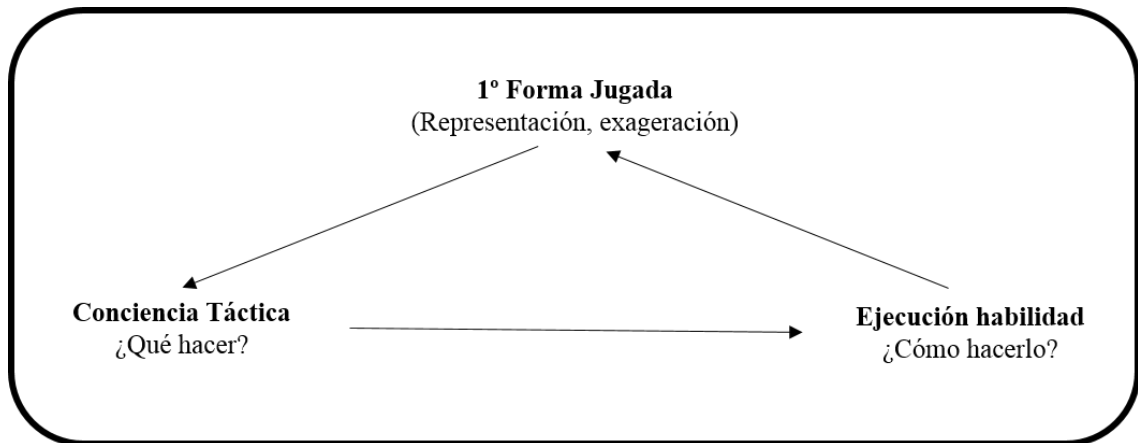 1º Forma Jugada
(Representación, exageración)
Conciencia Táctica
¿Qué hacer?
Ejecución habilidad
¿Cómo hacerlo?